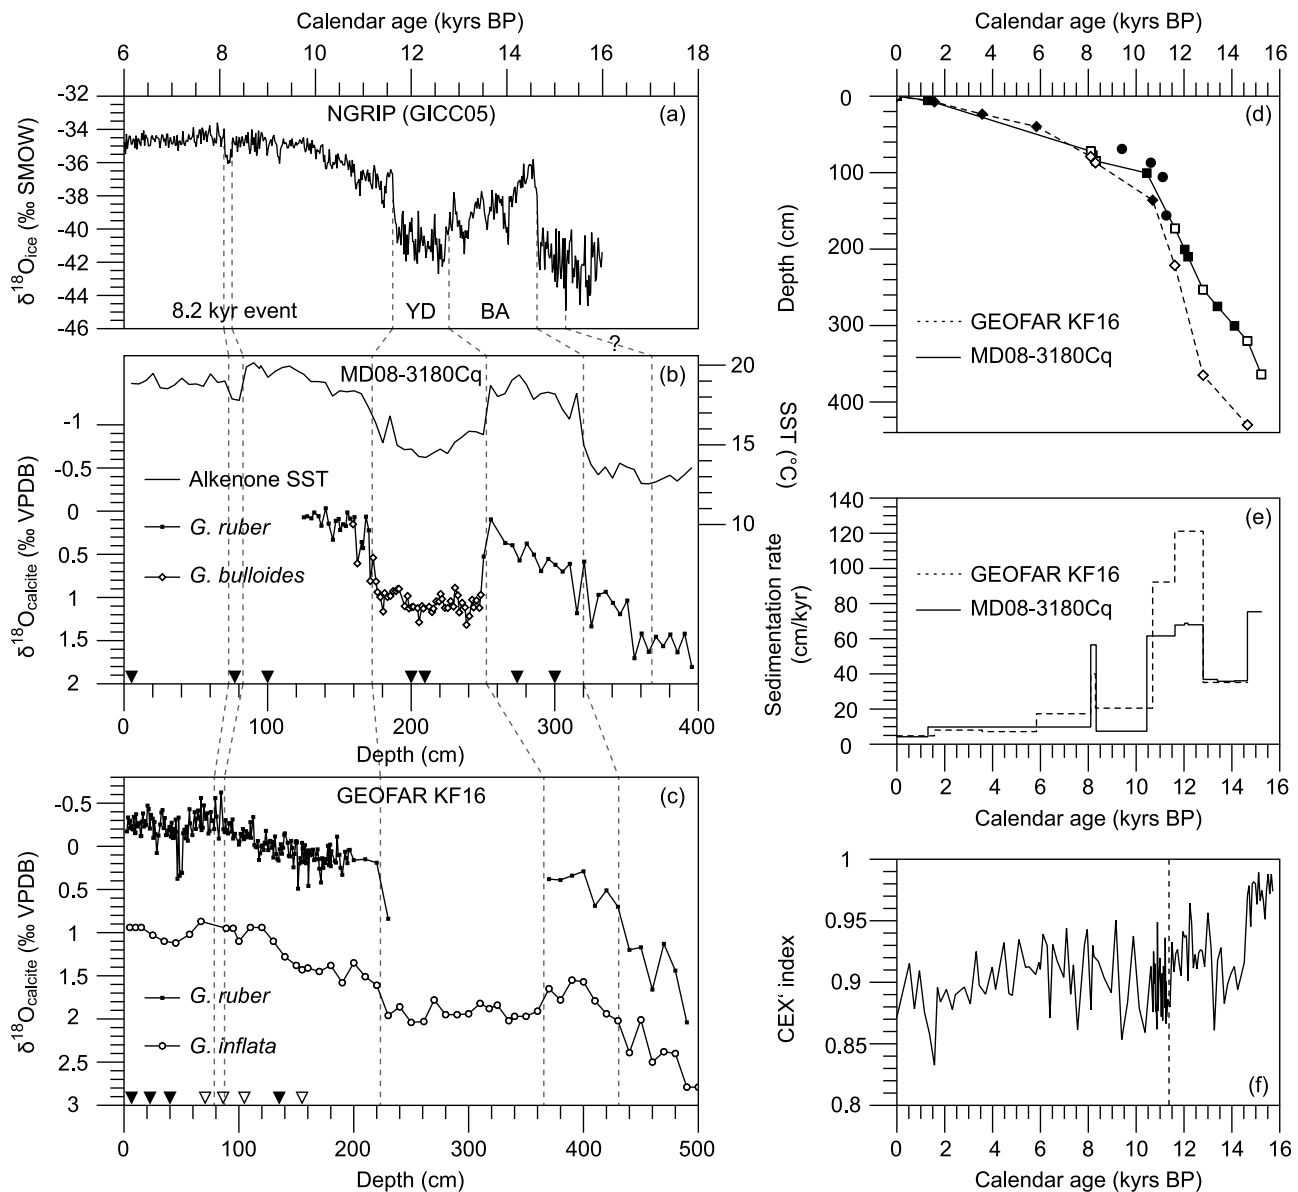 Calendar age (kyrs BP)
6 8 10 12 14 16 18
-32
-34
-36
-38
-40
-42
-44
-46
δ18Oice (‰ SMOW)
NGRIP (GICC05)
(a)
8.2 kyr event
YD
BA
?
MD08-3180Cq
(b)
20
15
10
SST (°C)
-1
-0.5
0
0.5
1
1.5
2
δ18Ocalcite (‰ VPDB)
Alkenone SST
G. ruber
G. bulloides
0 100 200 300 400
Depth (cm)
GEOFAR KF16
(c)
-0.5
0
0.5
1
1.5
2
2.5
3
δ18Ocalcite (‰ VPDB)
G. ruber
G. inflata
0 100 200 300 400 500
Depth (cm)
Calendar age (kyrs BP)
0 2 4 6 8 10 12 14 16
0
100
200
300
400
Depth (cm)
(d)
GEOFAR KF16
MD08-3180Cq
140
120
100
80
60
40
20
0
Sedimentation rate
(cm/kyr)
(e)
GEOFAR KF16
MD08-3180Cq
0 2 4 6 8 10 12 14 16
Calendar age (kyrs BP)
1
0.95
0.9
0.85
0.8
CEX' index
(f)
0 2 4 6 8 10 12 14 16
Calendar age (kyrs BP)